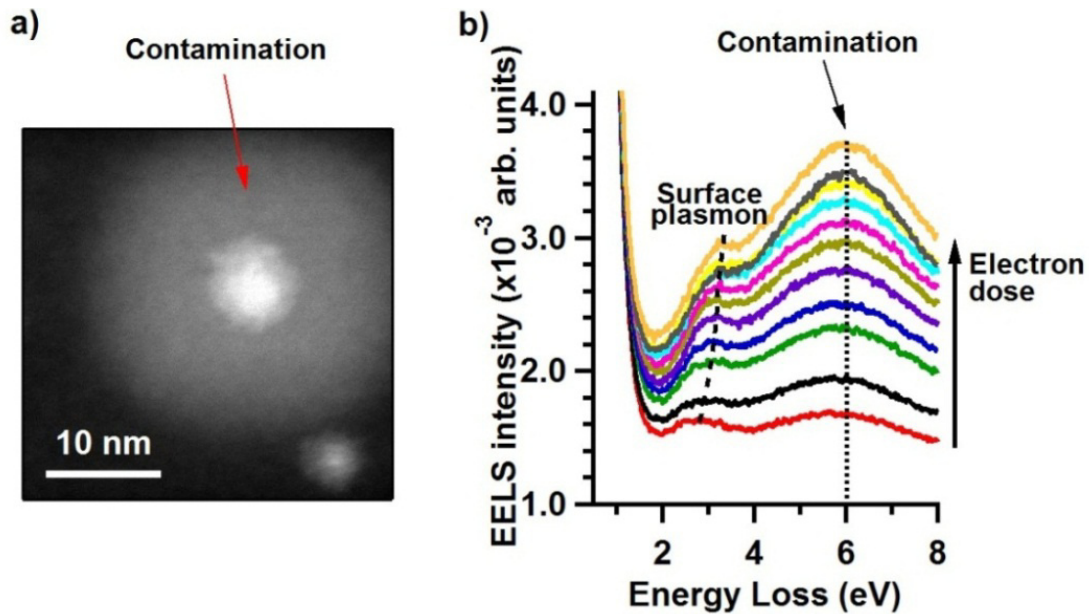 a)
Contamination
10 nm
b)
Contamination
EELS intensity (x10⁻³ arb. units)
4.0
3.0
2.0
1.0
Surface
plasmon
Electron
dose
2 4 6 8
Energy Loss (eV)